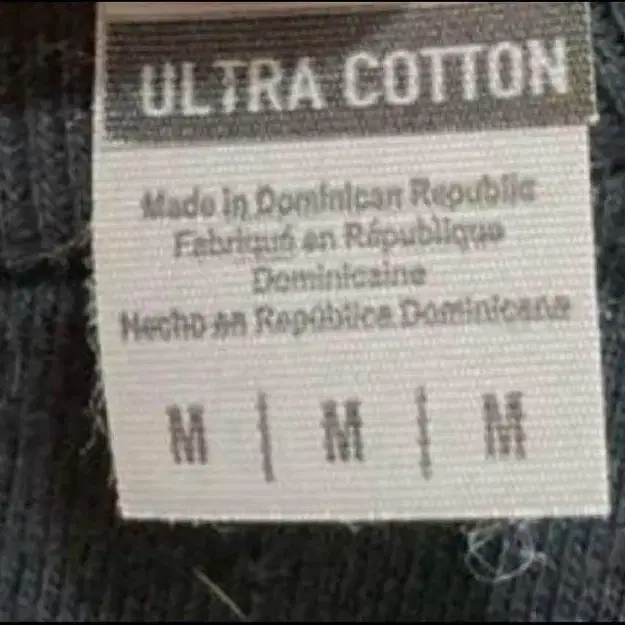 ULTRA COTTON
Made in Dominican Republic
Fabriqué en République
Dominicaine
Hecho en República Dominicana
M | M | M